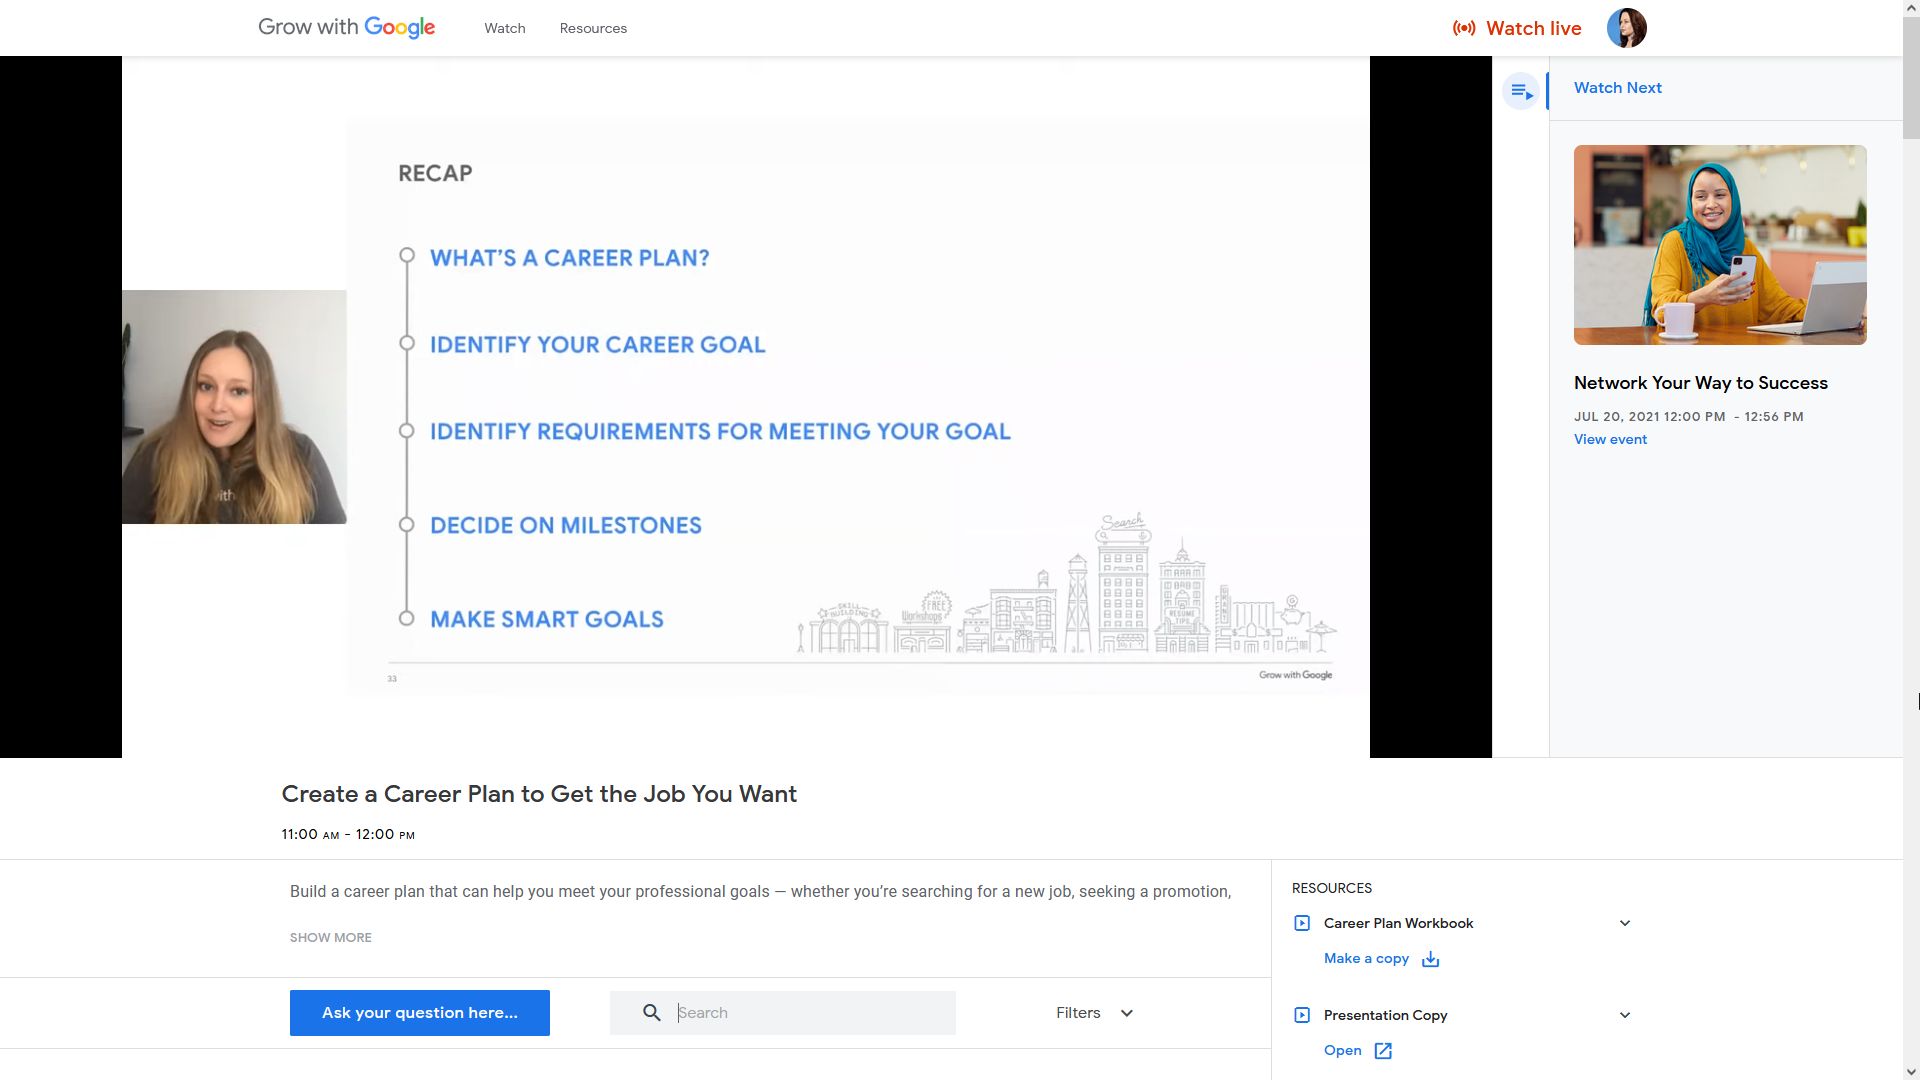 Grow with Google
Watch
Resources
Watch live
Watch Next
RECAP
WHAT'S A CAREER PLAN?
IDENTIFY YOUR CAREER GOAL
IDENTIFY REQUIREMENTS FOR MEETING YOUR GOAL
DECIDE ON MILESTONES
MAKE SMART GOALS
Search
SKILL BUILDING
FREE
Workshops
RESUME
TIPS
33
Grow with Google
ith
Network Your Way to Success
JUL 20, 2021 12:00 PM - 12:56 PM
View event
Create a Career Plan to Get the Job You Want
11:00 AM - 12:00 PM
Build a career plan that can help you meet your professional goals — whether you're searching for a new job, seeking a promotion,
SHOW MORE
Ask your question here...
Search
Filters
RESOURCES
Career Plan Workbook
Make a copy
Presentation Copy
Open